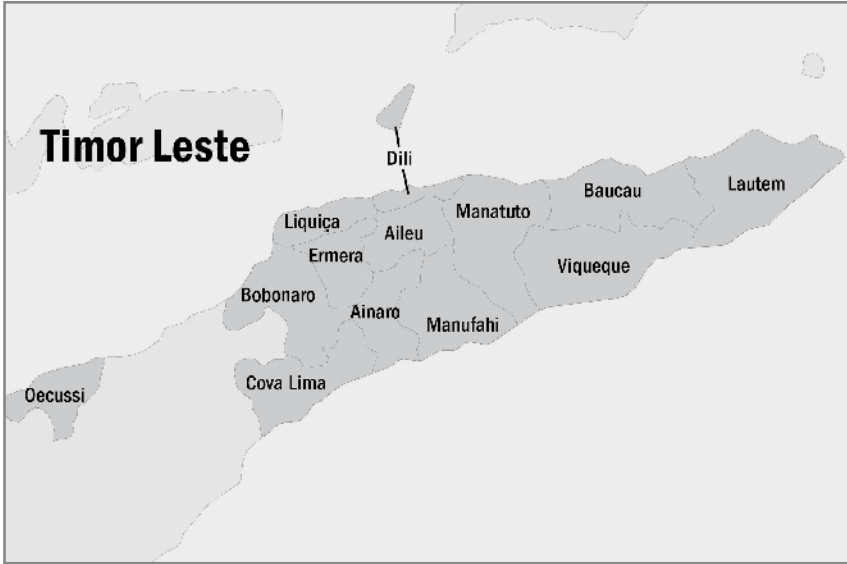 Timor Leste
Dili
Lautem
Baucau
Manatuto
Liquiça
Aileu
Ermera
Viqueque
Bobonaro
Ainaro
Manufahi
Cova Lima
Oecussi